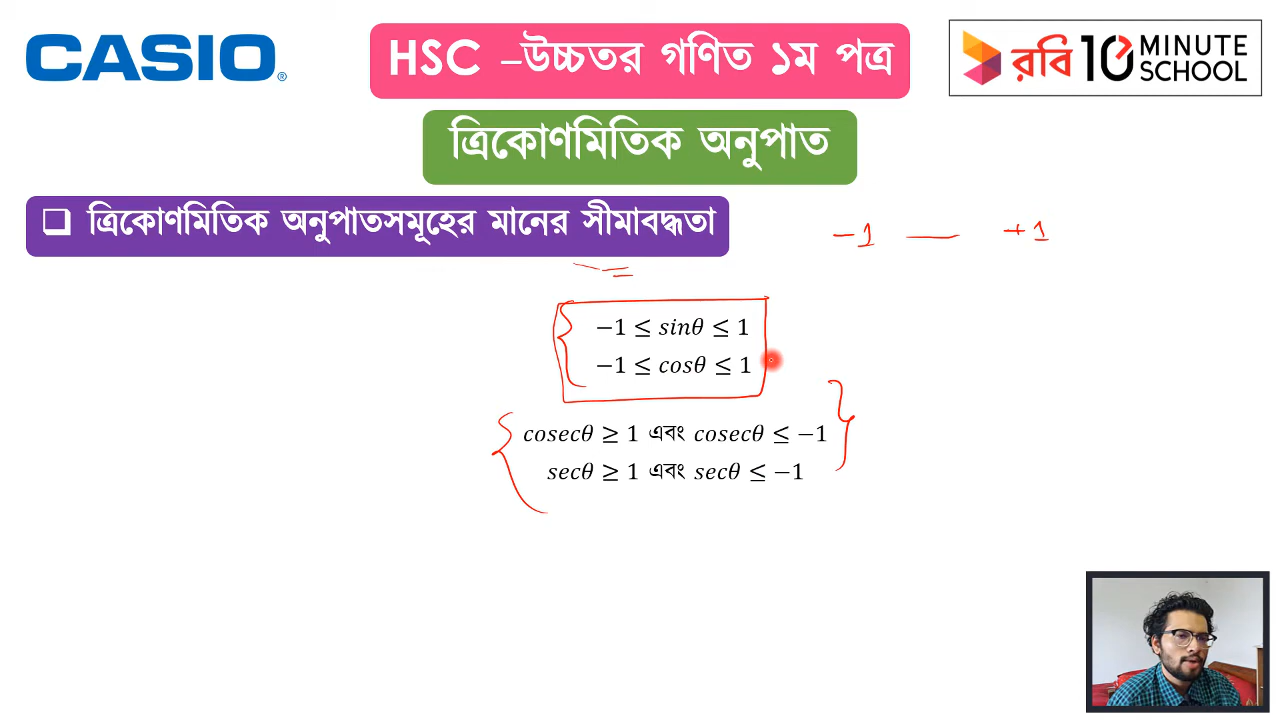 CASIO®
HSC –উচ্চতর গণিত ১ম পত্র
রবি 10 MINUTE SCHOOL
ত্রিকোণমিতিক অনুপাত
❑ ত্রিকোণমিতিক অনুপাতসমূহের মানের সীমাবদ্ধতা
−1 — +1
−1 ≤ sinθ ≤ 1
−1 ≤ cosθ ≤ 1
cosecθ ≥ 1 এবং cosecθ ≤ −1
secθ ≥ 1 এবং secθ ≤ −1